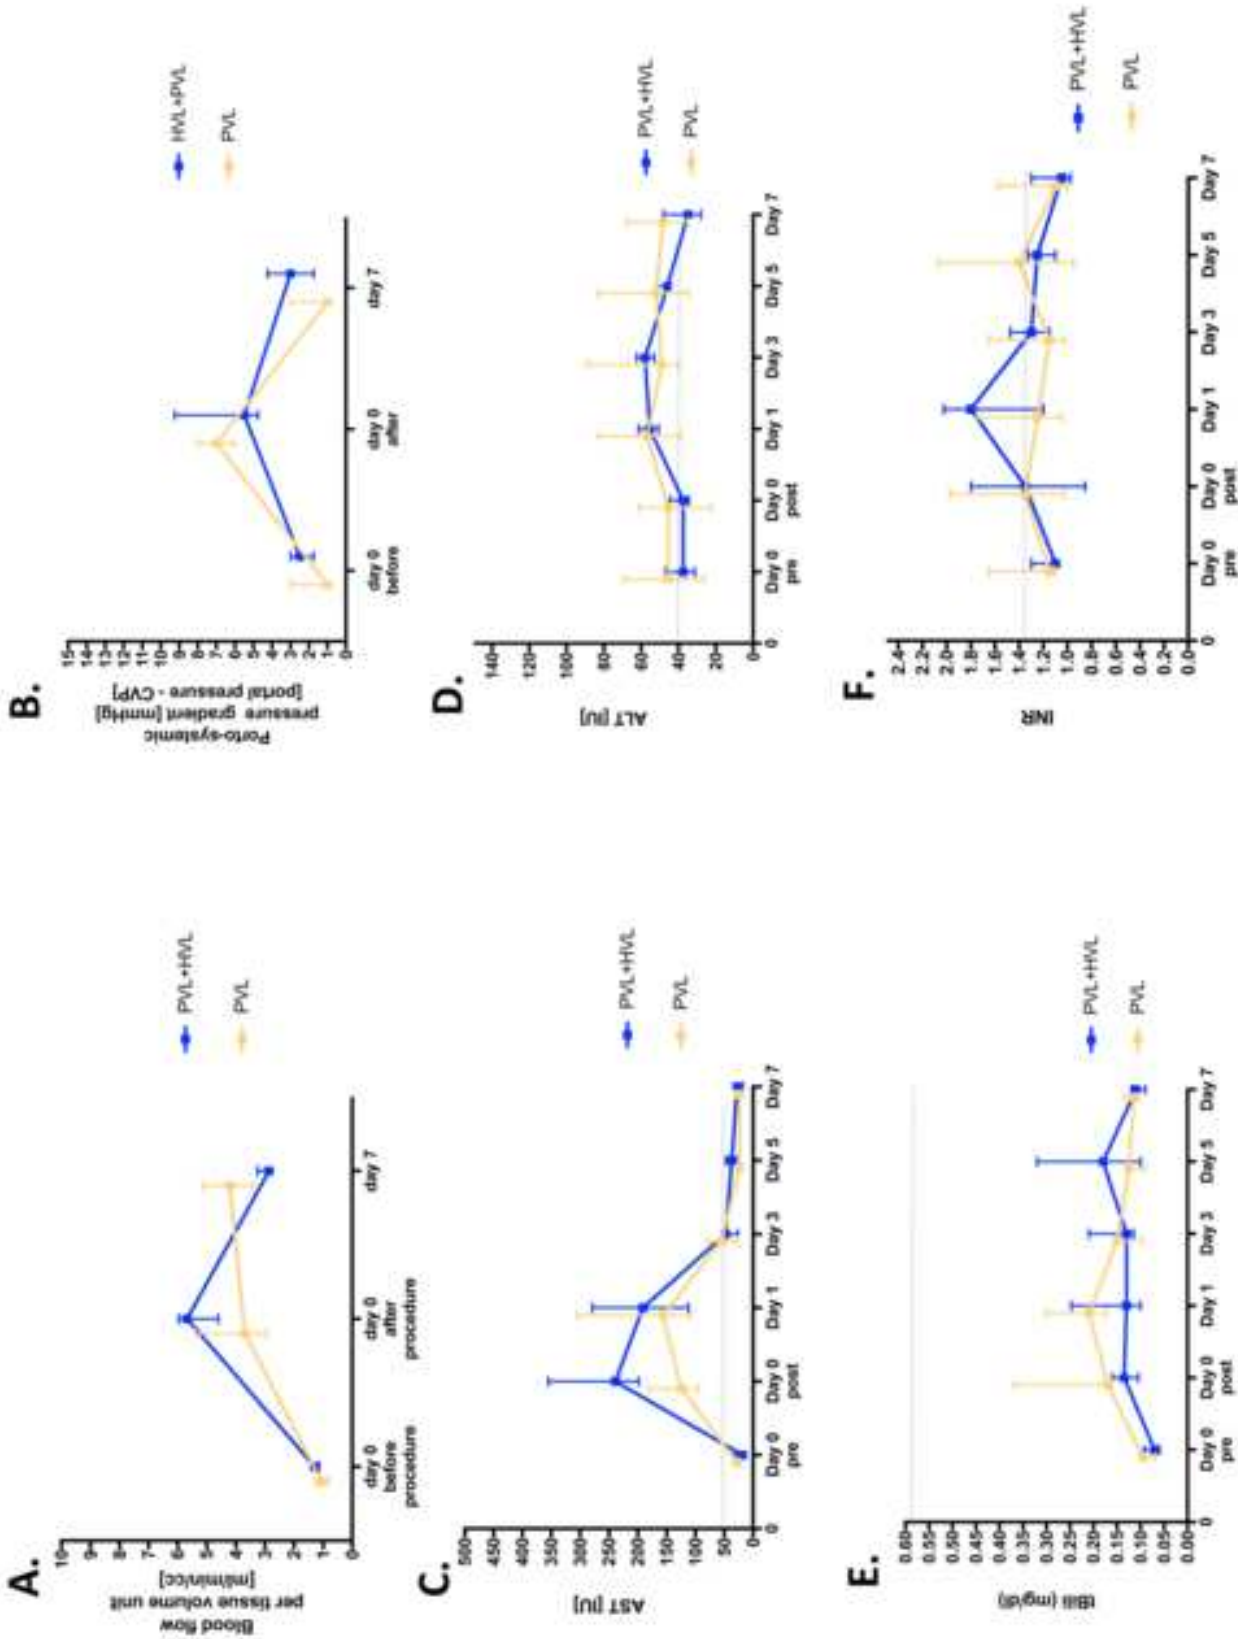 A.
Blood flow
per tissue volume unit
[ml/min/cc]
10
9
8
7
6
5
4
3
2
1
0
day 0
before
procedure
day 0
after
procedure
day 7
PVL+HVL
PVL
B.
Porto-systemic
pressure gradient [mmHg]
[portal pressure - CVP]
15
14
13
12
11
10
9
8
7
6
5
4
3
2
1
0
day 0
before
day 0
after
day 7
HVL+PVL
PVL
C.
AST [IU]
500
450
400
350
300
250
200
150
100
50
0
0
Day 0
pre
Day 0
post
Day 1
Day 3
Day 5
Day 7
PVL+HVL
PVL
D.
ALT [IU]
140
120
100
80
60
40
20
0
0
Day 0
pre
Day 0
post
Day 1
Day 3
Day 5
Day 7
PVL+HVL
PVL
E.
tBili (mg/dl)
0.60
0.55
0.50
0.45
0.40
0.35
0.30
0.25
0.20
0.15
0.10
0.05
0.00
0
Day 0
pre
Day 0
post
Day 1
Day 3
Day 5
Day 7
PVL+HVL
PVL
F.
INR
2.4
2.2
2.0
1.8
1.6
1.4
1.2
1.0
0.8
0.6
0.4
0.2
0.0
0
Day 0
pre
Day 0
post
Day 1
Day 3
Day 5
Day 7
PVL+HVL
PVL